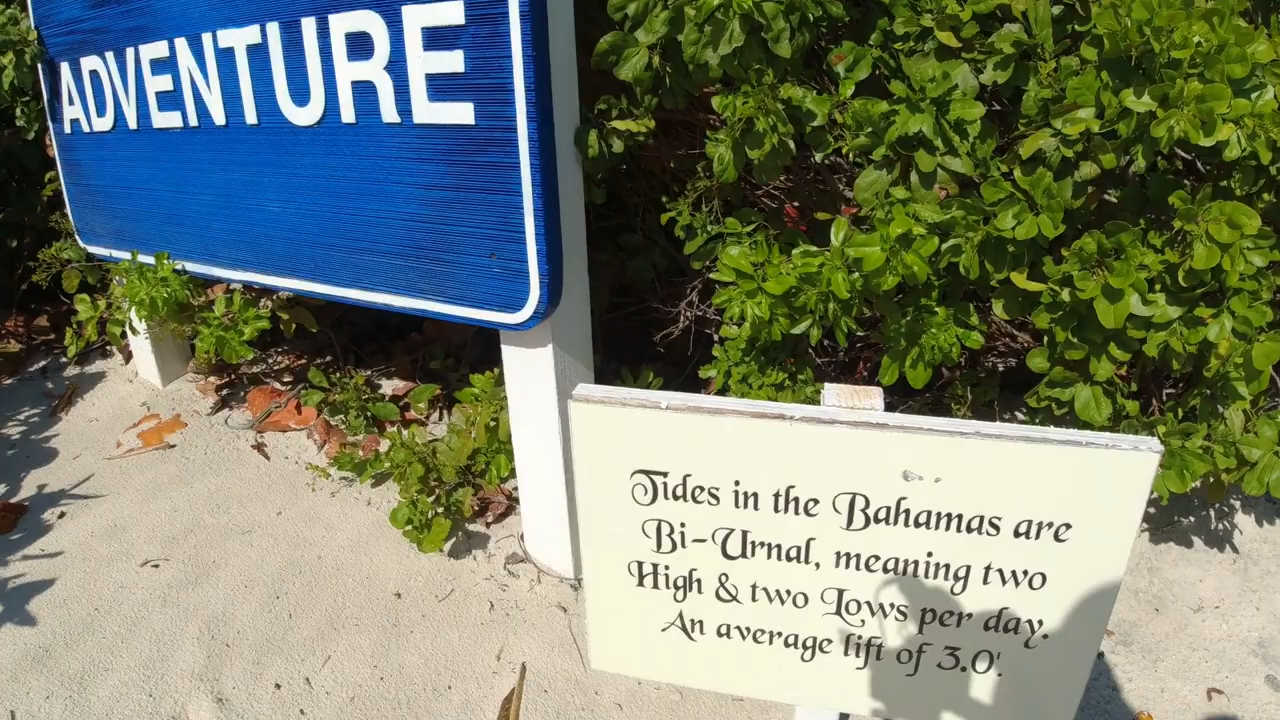 ADVENTURE
Tides in the Bahamas are
Bi-Urnal, meaning two
High & two Lows per day.
An average lift of 3.0'.